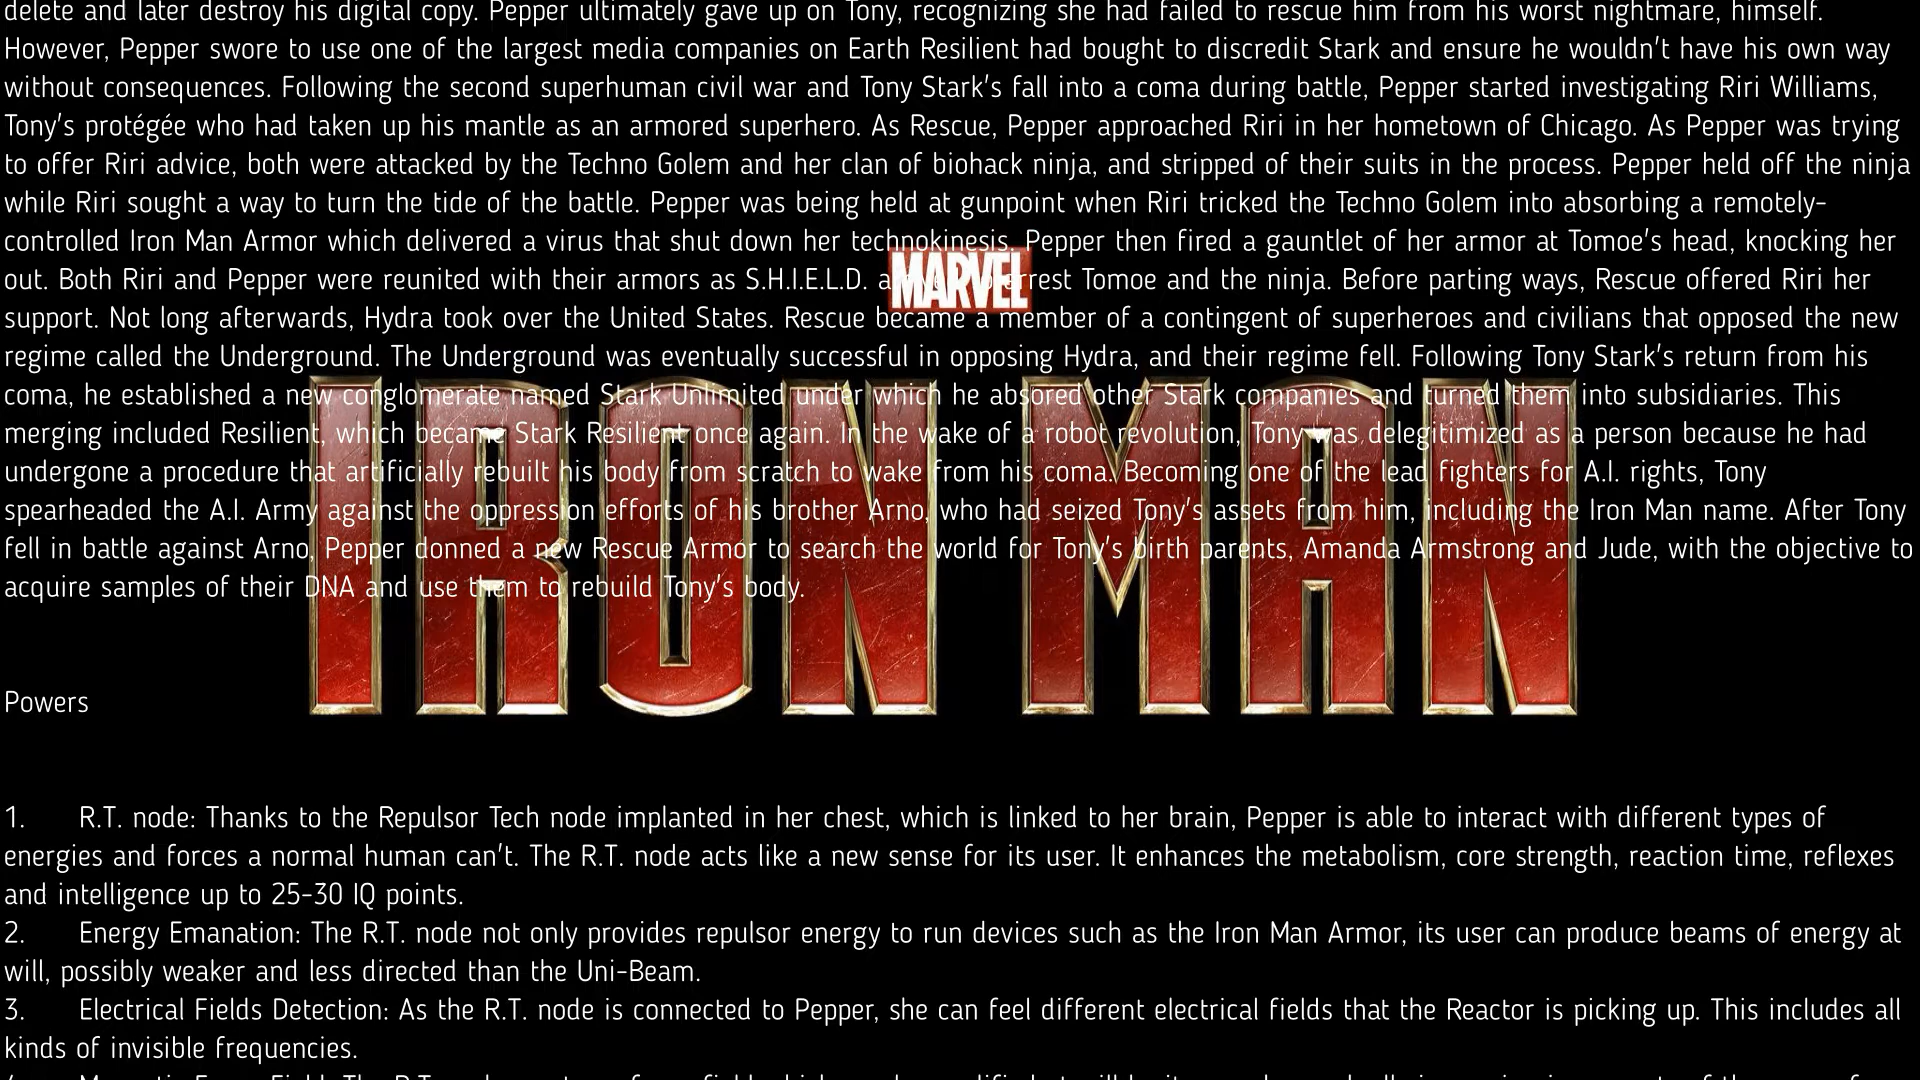 delete and later destroy his digital copy. Pepper ultimately gave up on Tony, recognizing she had failed to rescue him from his worst nightmare, himself.
However, Pepper swore to use one of the largest media companies on Earth Resilient had bought to discredit Stark and ensure he wouldn't have his own way
without consequences. Following the second superhuman civil war and Tony Stark's fall into a coma during battle, Pepper started investigating Riri Williams,
Tony's protégée who had taken up his mantle as an armored superhero. As Rescue, Pepper approached Riri in her hometown of Chicago. As Pepper was trying
to offer Riri advice, both were attacked by the Techno Golem and her clan of biohack ninja, and stripped of their suits in the process. Pepper held off the ninja
while Riri sought a way to turn the tide of the battle. Pepper was being held at gunpoint when Riri tricked the Techno Golem into absorbing a remotely-
controlled Iron Man Armor which delivered a virus that shut down her technokinesis. Pepper then fired a gauntlet of her armor at Tomoe's head, knocking her
out. Both Riri and Pepper were reunited with their armors as S.H.I.E.L.D. arrest Tomoe and the ninja. Before parting ways, Rescue offered Riri her
MARVEL
support. Not long afterwards, Hydra took over the United States. Rescue became a member of a contingent of superheroes and civilians that opposed the new
regime called the Underground. The Underground was eventually successful in opposing Hydra, and their regime fell. Following Tony Stark's return from his
coma, he established a new conglomerate named Stark Unlimited under which he absored other Stark companies and turned them into subsidiaries. This
merging included Resilient, which became Stark Resilient once again. In the wake of a robot revolution, Tony was delegitimized as a person because he had
undergone a procedure that artificially rebuilt his body from scratch to wake from his coma. Becoming one of the lead fighters for A.I. rights, Tony
spearheaded the A.I. Army against the oppression efforts of his brother Arno, who had seized Tony's assets from him, including the Iron Man name. After Tony
fell in battle against Arno, Pepper donned a new Rescue Armor to search the world for Tony's birth parents, Amanda Armstrong and Jude, with the objective to
acquire samples of their DNA and use them to rebuild Tony's body.
IRON MAN
Powers
1. R.T. node: Thanks to the Repulsor Tech node implanted in her chest, which is linked to her brain, Pepper is able to interact with different types of
energies and forces a normal human can't. The R.T. node acts like a new sense for its user. It enhances the metabolism, core strength, reaction time, reflexes
and intelligence up to 25-30 IQ points.
2. Energy Emanation: The R.T. node not only provides repulsor energy to run devices such as the Iron Man Armor, its user can produce beams of energy at
will, possibly weaker and less directed than the Uni-Beam.
3. Electrical Fields Detection: As the R.T. node is connected to Pepper, she can feel different electrical fields that the Reactor is picking up. This includes all
kinds of invisible frequencies.